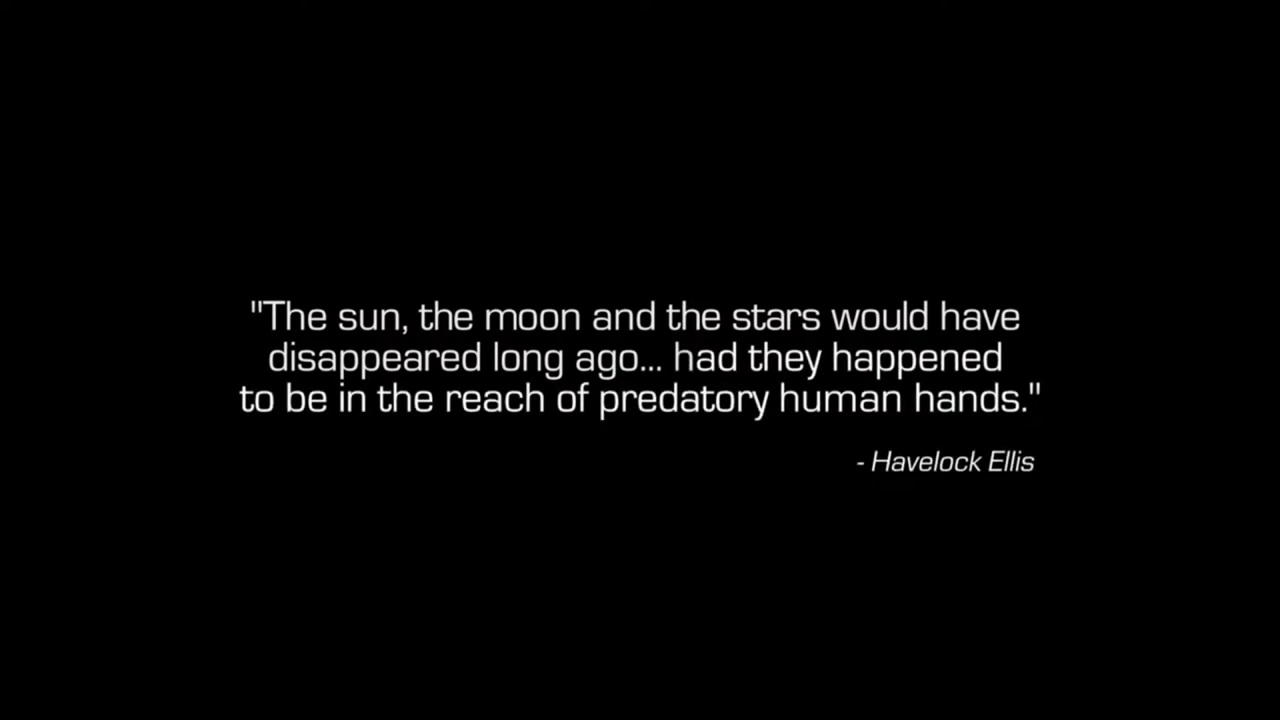 "The sun, the moon and the stars would have
disappeared long ago... had they happened
to be in the reach of predatory human hands."
- Havelock Ellis